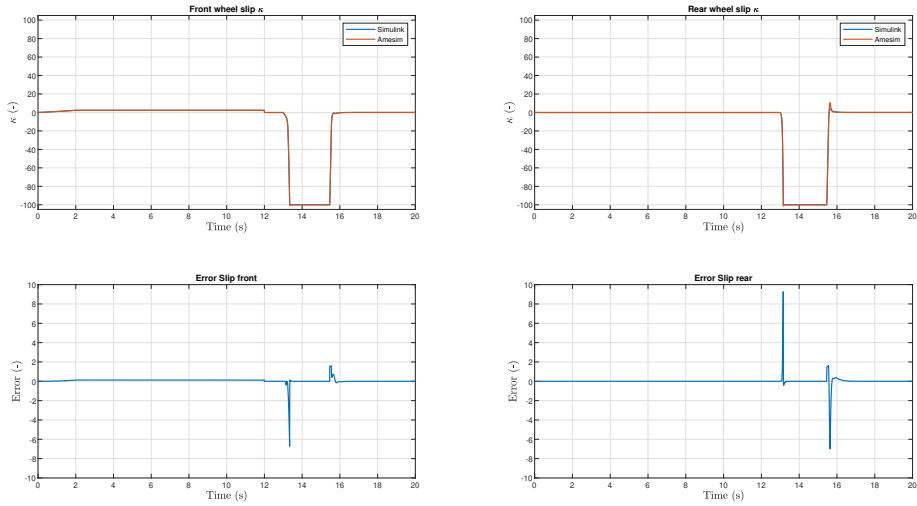 Front wheel slip κ
κ (-)
100
80
60
40
20
0
-20
-40
-60
-80
-100
Simulink
Amesim
0 2 4 6 8 10 12 14 16 18 20
Time (s)
Rear wheel slip κ
κ (-)
100
80
60
40
20
0
-20
-40
-60
-80
-100
Simulink
Amesim
0 2 4 6 8 10 12 14 16 18 20
Time (s)
Error Slip front
Error (-)
10
8
6
4
2
0
-2
-4
-6
-8
-10
0 2 4 6 8 10 12 14 16 18 20
Time (s)
Error Slip rear
Error (-)
10
8
6
4
2
0
-2
-4
-6
-8
-10
0 2 4 6 8 10 12 14 16 18 20
Time (s)